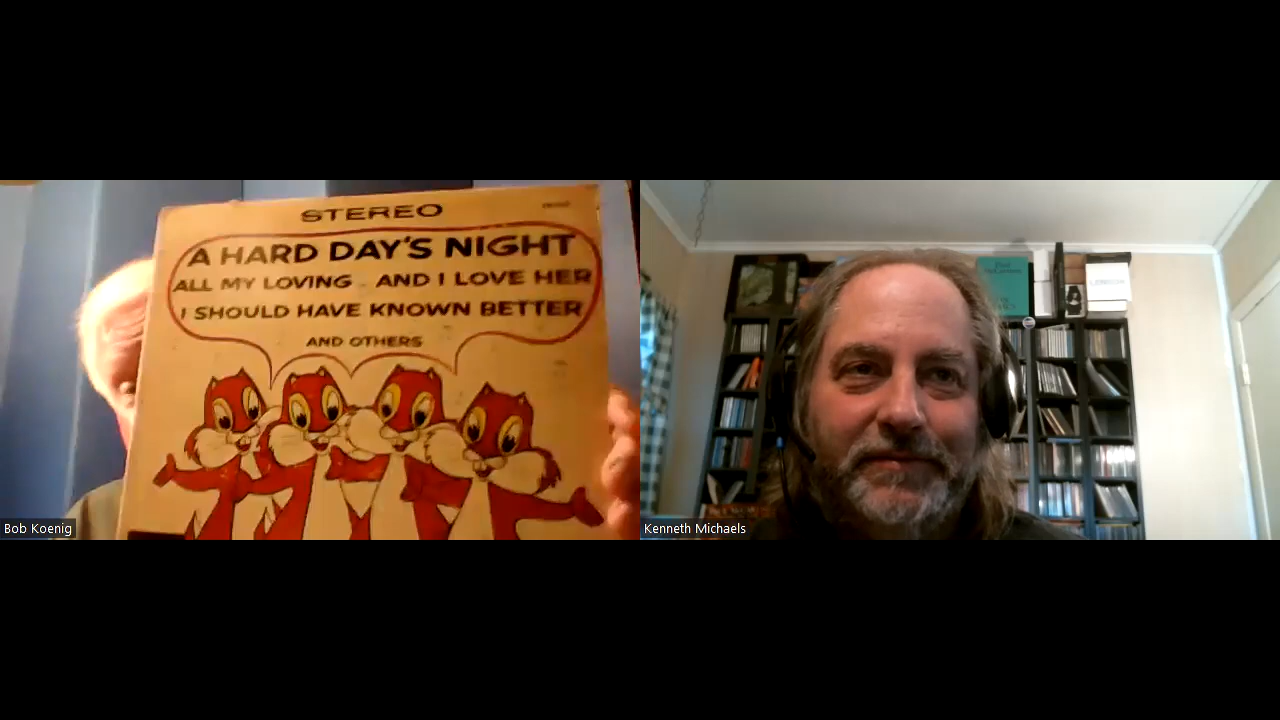 STEREO
A HARD DAY'S NIGHT
ALL MY LOVING . AND I LOVE HER
I SHOULD HAVE KNOWN BETTER
AND OTHERS
Bob Koenig
Kenneth Michaels